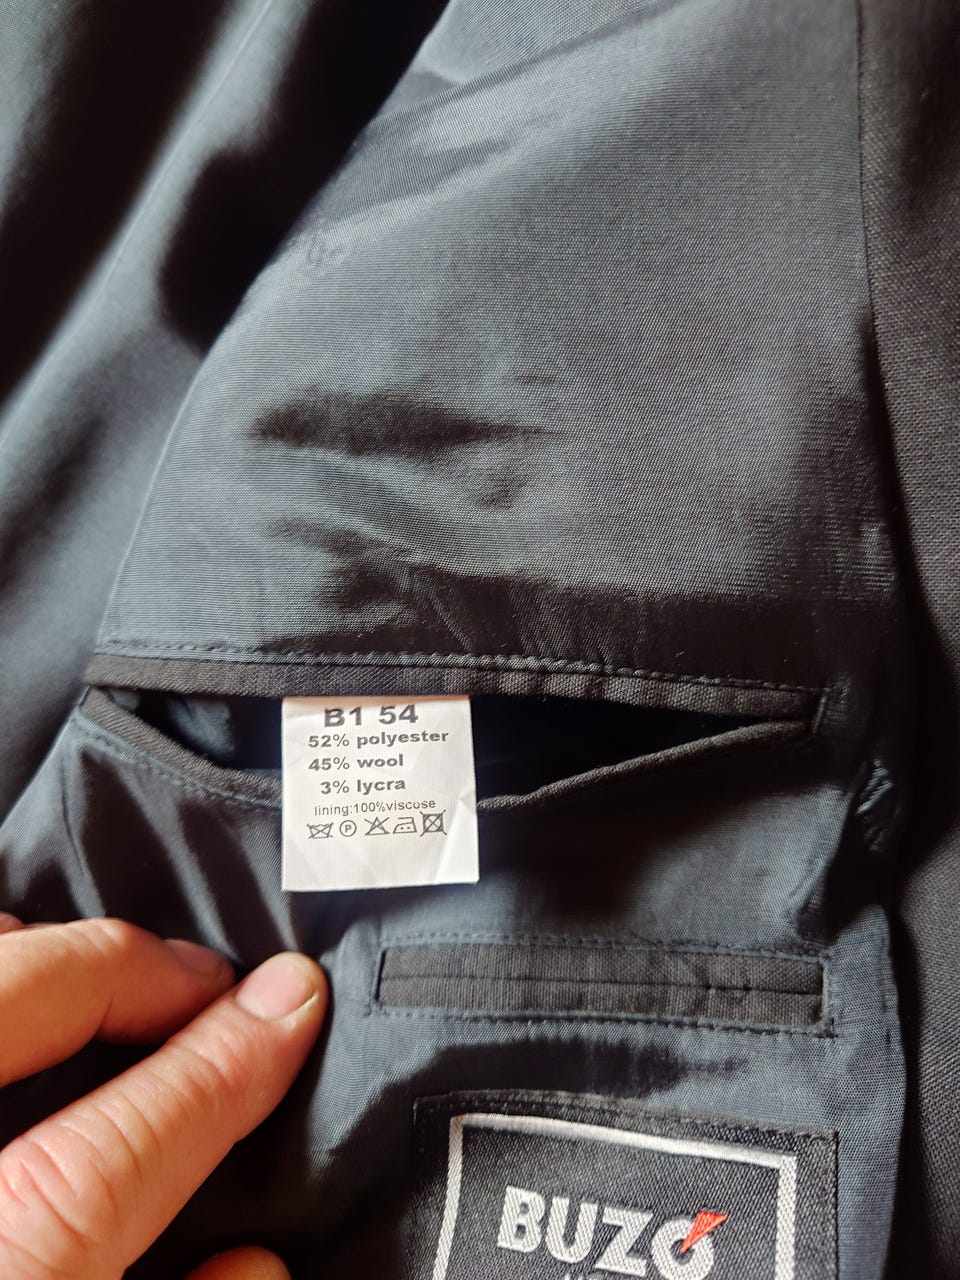 B1 54
52% polyester
45% wool
3% lycra
lining:100%viscose
P
BUZO